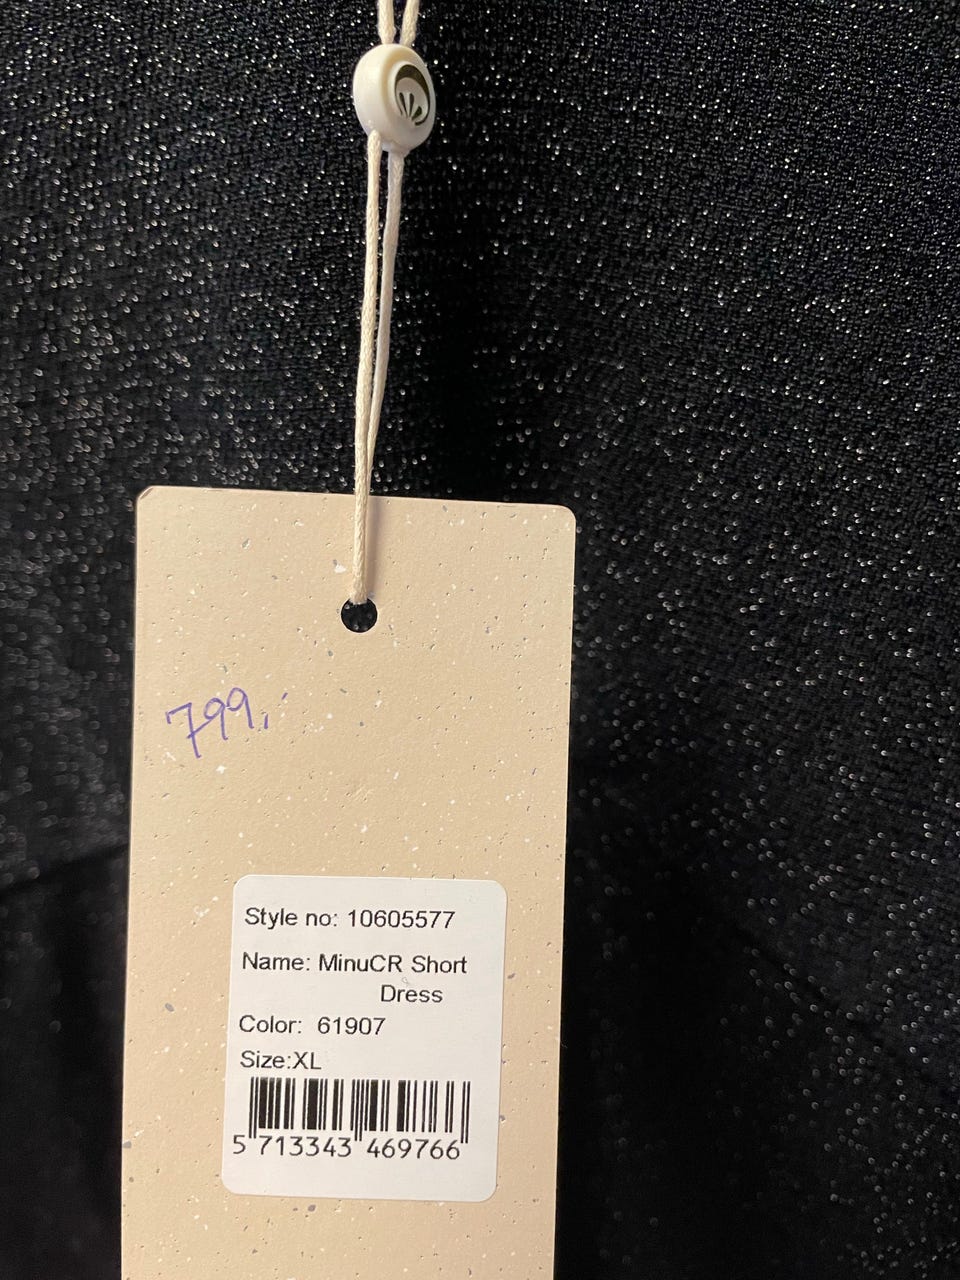 799,-
Style no: 10605577
Name: MinuCR Short
Dress
Color: 61907
Size:XL
5 713343 469766